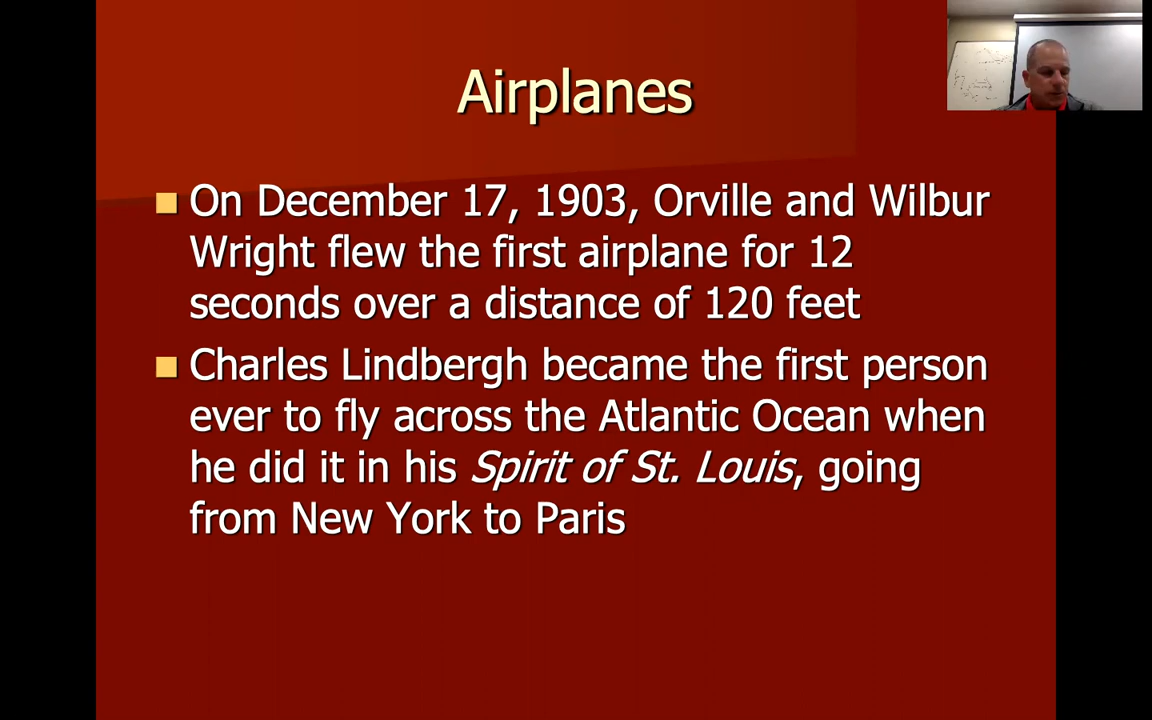 Airplanes
On December 17, 1903, Orville and Wilbur
Wright flew the first airplane for 12
seconds over a distance of 120 feet
Charles Lindbergh became the first person
ever to fly across the Atlantic Ocean when
he did it in his Spirit of St. Louis, going
from New York to Paris